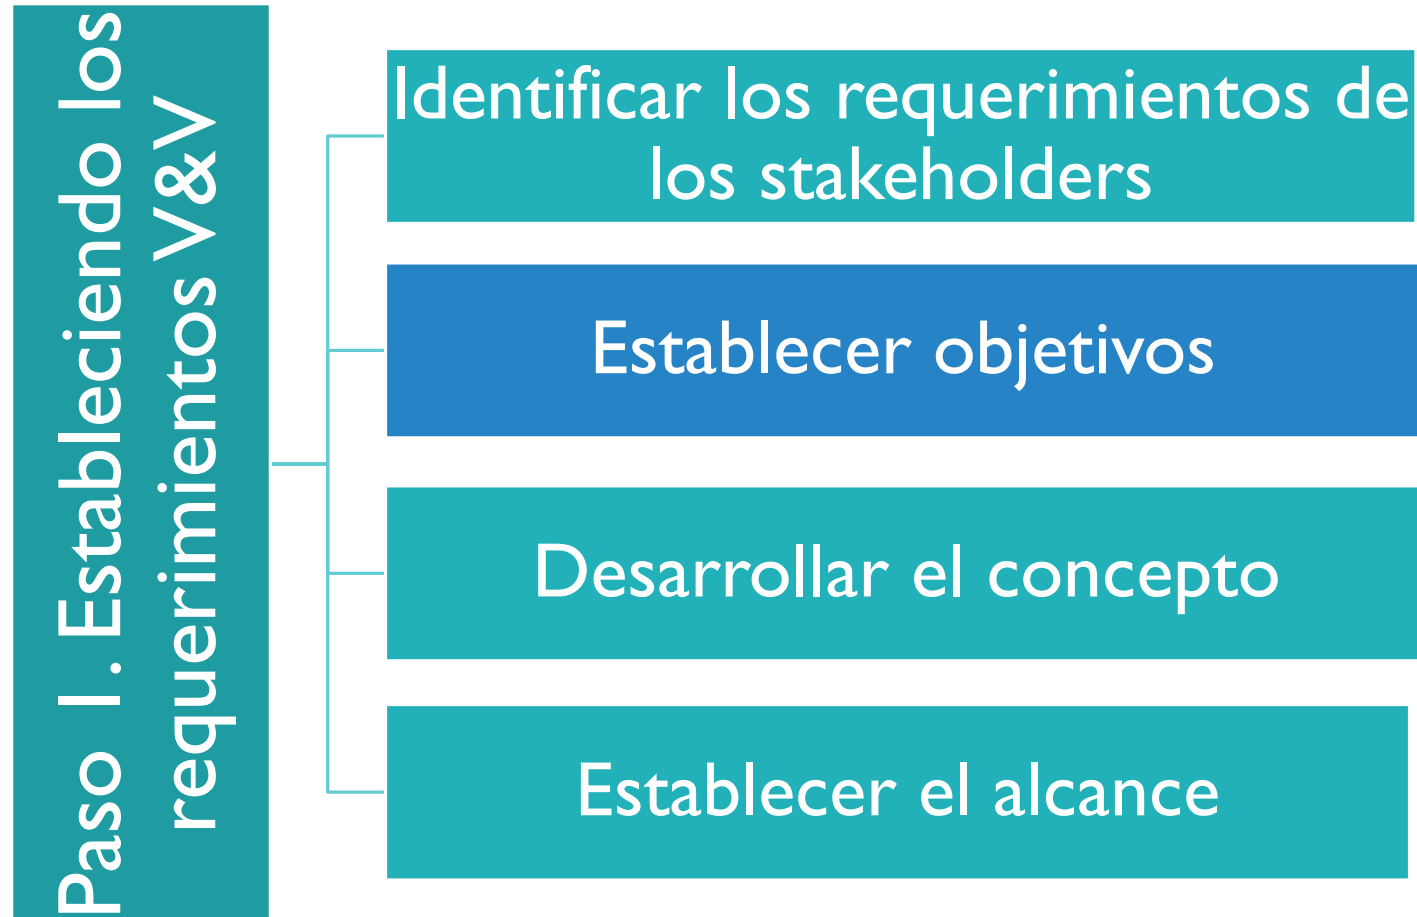 Paso 1. Estableciendo los
requerimientos V&V
Identificar los requerimientos de
los stakeholders
Establecer objetivos
Desarrollar el concepto
Establecer el alcance